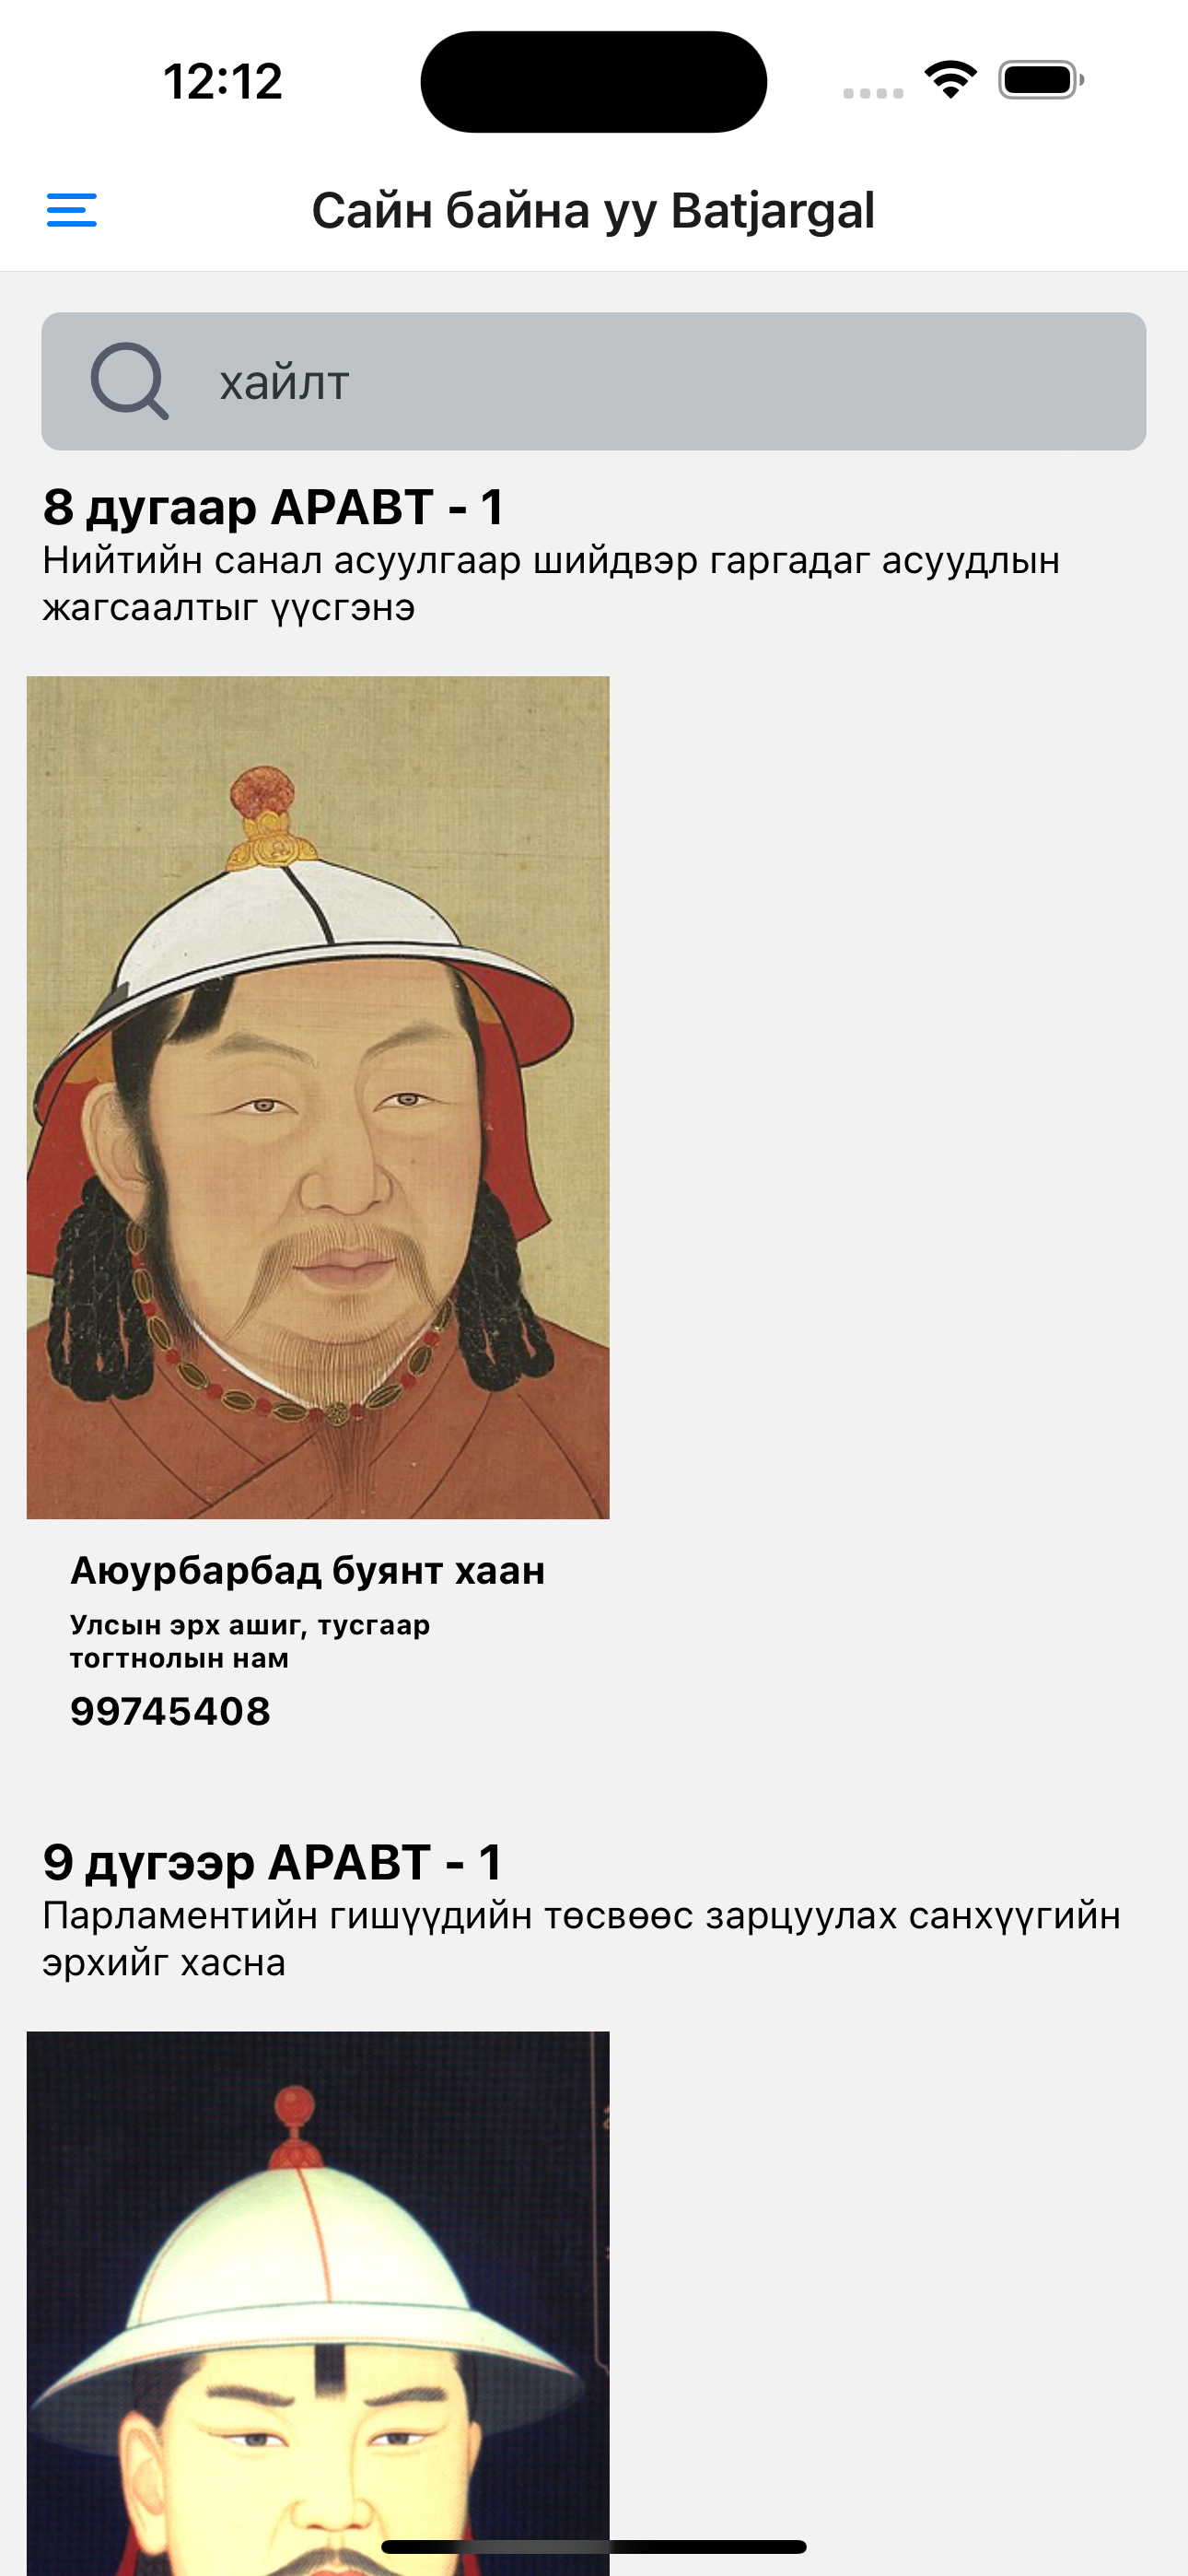 12:12
Сайн байна уу Batjargal
хайлт
8 дугаар АРАВТ - 1
Нийтийн санал асуулгаар шийдвэр гаргадаг асуудлын
жагсаалтыг үүсгэнэ
Аюурбарбад буянт хаан
Улсын эрх ашиг, тусгаар
тогтнолын нам
99745408
9 дүгээр АРАВТ - 1
Парламентийн гишүүдийн төсвөөс зарцуулах санхүүгийн
эрхийг хасна